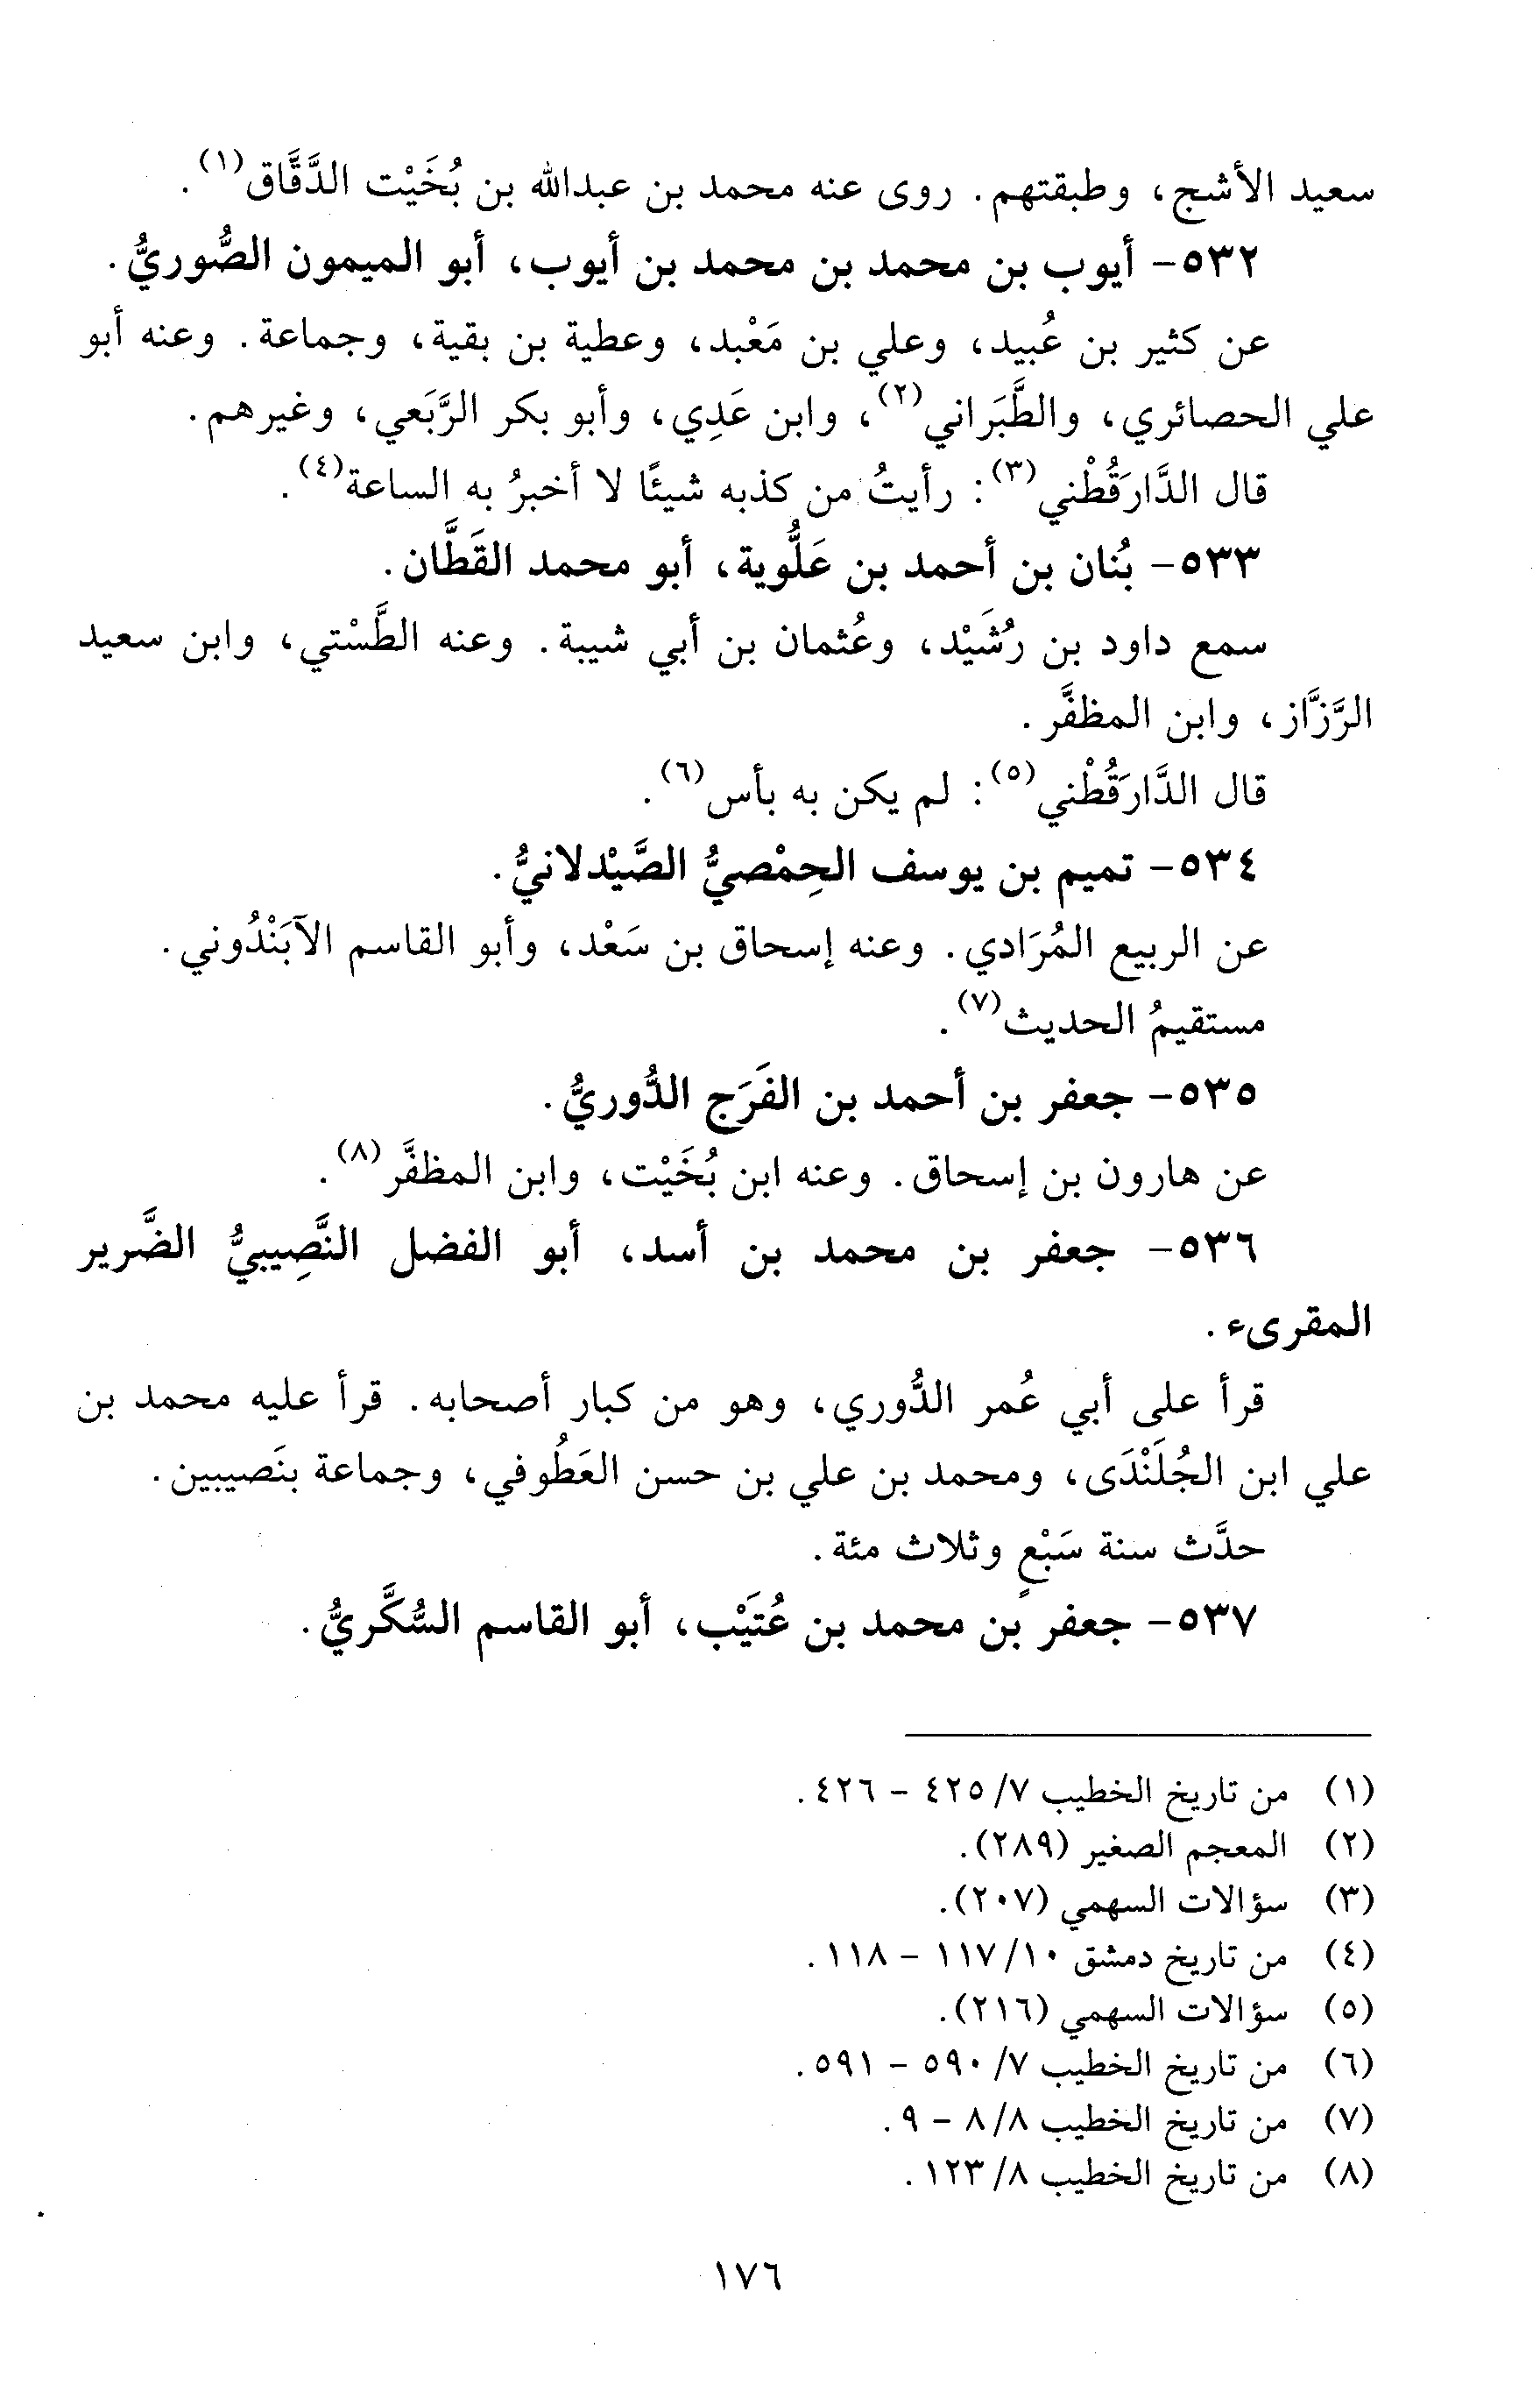 سعيد الأشج، وطبقتهم. روى عنه محمد بن عبدالله بن بُخَيْت الدَّقَّاق(١).
٥٣٢- أيوب بن محمد بن محمد بن أيوب، أبو الميمون الصُّوريُّ.
عن كثير بن عُبيد، وعلي بن مَعْبد، وعطية بن بقية، وجماعة. وعنه أبو
علي الحصائري، والطَّبَراني(٢)، وابن عَدِي، وأبو بكر الرَّبَعي، وغيرهم.
قال الدَّارَقُطْني(٣): رأيتُ من كذبه شيئًا لا أخبرُ به الساعة(٤).
٥٣٣- بُنان بن أحمد بن عَلُّوية، أبو محمد القَطَّان.
سمع داود بن رُشَيْد، وعُثمان بن أبي شيبة. وعنه الطَّسْتي، وابن سعيد
الرَّزَّاز، وابن المظفَّر.
قال الدَّارَقُطْني(٥): لم يكن به بأس(٦).
٥٣٤- تميم بن يوسف الحِمْصيُّ الصَّيْدلانيُّ.
عن الربيع المُرَادي. وعنه إسحاق بن سَعْد، وأبو القاسم الآبَنْدُوني.
مستقيمُ الحديث(٧).
٥٣٥- جعفر بن أحمد بن الفَرَج الدُّوريُّ.
عن هارون بن إسحاق. وعنه ابن بُخَيْت، وابن المظفَّر(٨).
٥٣٦- جعفر بن محمد بن أسد، أبو الفضل النَّصِيبيُّ الضَّرير
المقرىء.
قرأ على أبي عُمر الدُّوري، وهو من كبار أصحابه. قرأ عليه محمد بن
علي ابن الجُلَنْدَى، ومحمد بن علي بن حسن العَطُوفي، وجماعة بنَصيبين.
حدَّث سنة سَبْعٍ وثلاث مئة.
٥٣٧- جعفر بن محمد بن عُتَيْب، أبو القاسم السُّكَّريُّ.
(١) من تاريخ الخطيب ٧/ ٤٢٥ - ٤٢٦.
(٢) المعجم الصغير (٢٨٩).
(٣) سؤالات السهمي (٢٠٧).
(٤) من تاريخ دمشق ١٠/ ١١٧ - ١١٨.
(٥) سؤالات السهمي (٢١٦).
(٦) من تاريخ الخطيب ٧/ ٥٩٠ - ٥٩١.
(٧) من تاريخ الخطيب ٨/ ٨ - ٩.
(٨) من تاريخ الخطيب ٨/ ١٢٣.
١٧٦